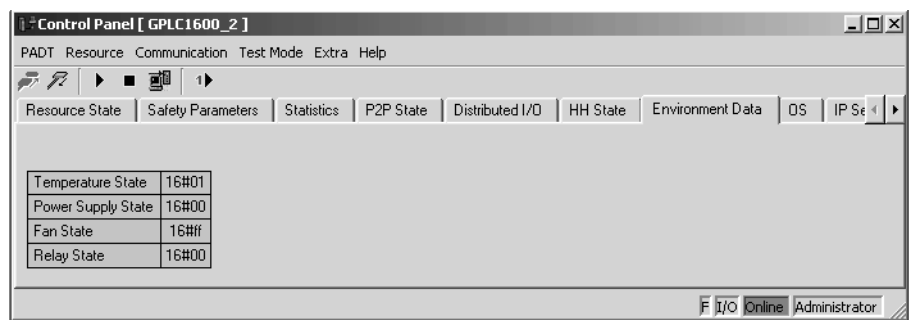 Control Panel [ GPLC1600_2 ]
PADT Resource Communication Test Mode Extra Help
1
Resource State Safety Parameters Statistics P2P State Distributed I/O HH State Environment Data OS IP Se
Temperature State 16#01
Power Supply State 16#00
Fan State 16#ff
Relay State 16#00
F I/O Online Administrator